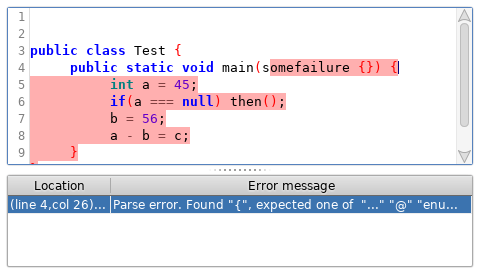 1
2
3 public class Test {
4 public static void main(somefailure {}) {
5 int a = 45;
6 if(a === null) then();
7 b = 56;
8 a - b = c;
9 }
Location Error message
(line 4,col 26)... Parse error. Found "{", expected one of "..." "@" "enu...